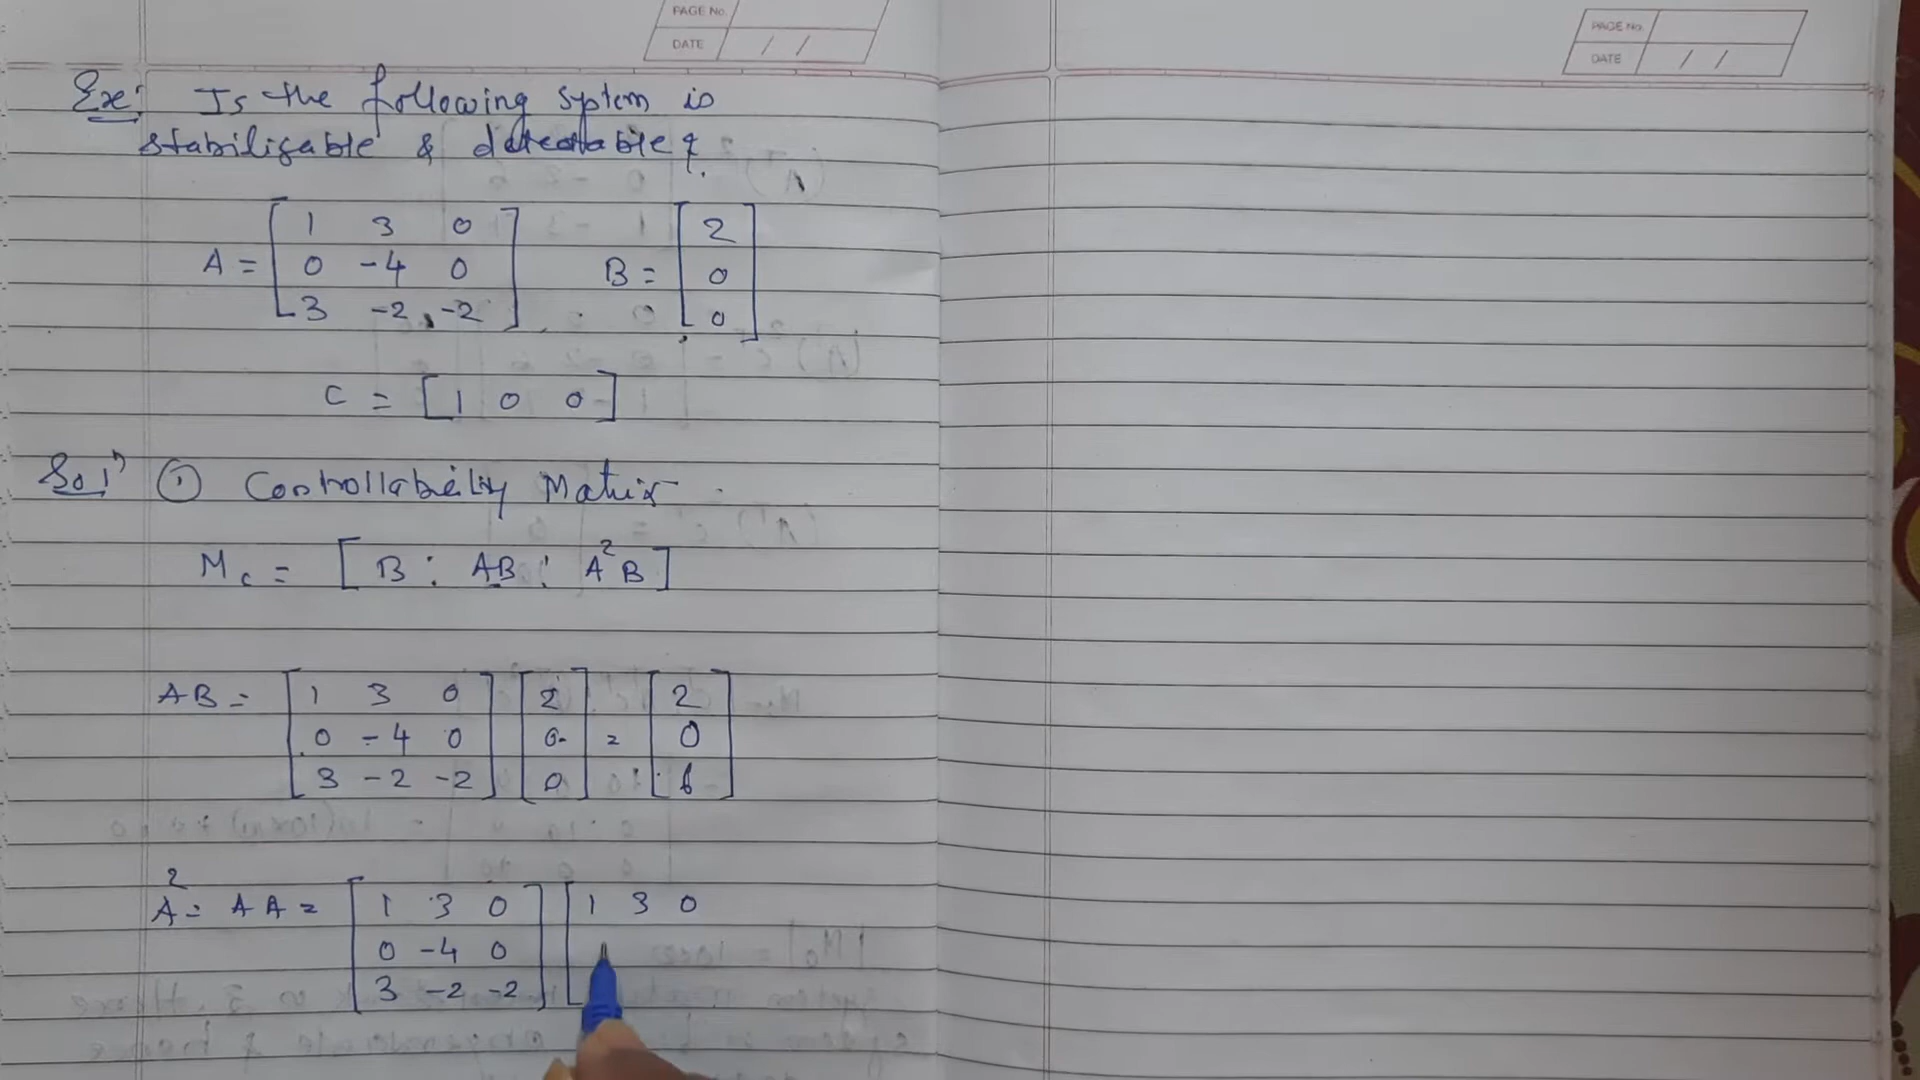 PAGE No.
DATE / /
PAGE No.
DATE / /
Ex: Is the following system is
stabilizable & detectable?
A = [ 1 3 0
0 -4 0
3 -2 -2 ]
B = [ 2
0
0 ]
C = [ 1 0 0 ]
Sol^n ① Controllability Matrix
M_c = [ B : AB : A²B ]
AB = [ 1 3 0
0 -4 0
3 -2 -2 ] [ 2
0
0 ] = [ 2
0
6 ]
A² = A A = [ 1 3 0
0 -4 0
3 -2 -2 ] [ 1 3 0